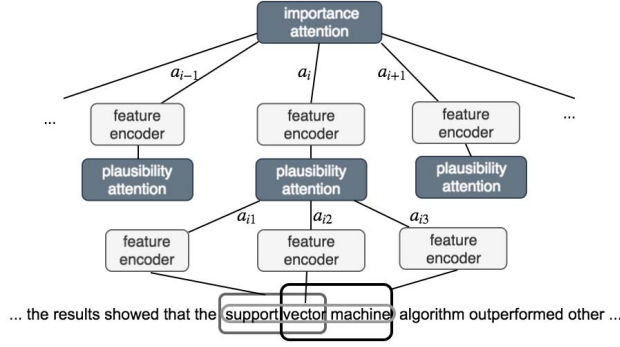 importance
attention
a_{i−1} a_i a_{i+1}
... feature encoder feature encoder feature encoder ...
plausibility attention plausibility attention plausibility attention
a_{i1} a_{i2} a_{i3}
feature encoder feature encoder feature encoder
... the results showed that the support vector machine algorithm outperformed other ...